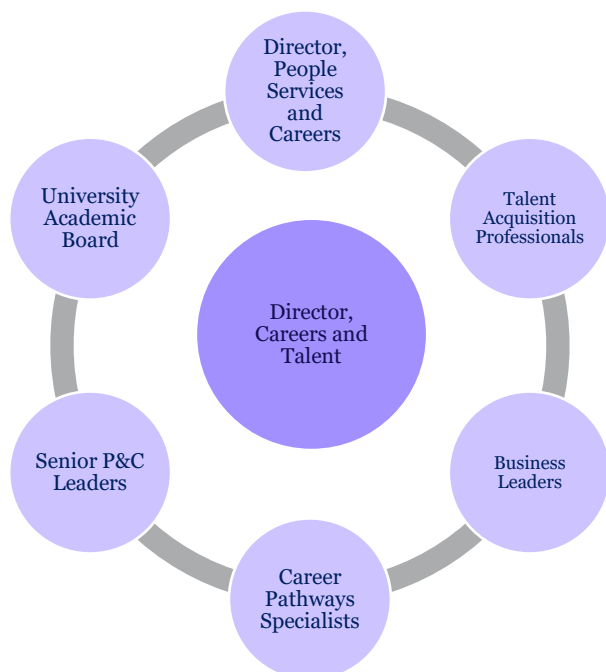 Director,
People
Services
and
Careers
University
Academic
Board
Talent
Acquisition
Professionals
Director,
Careers and
Talent
Senior P&C
Leaders
Business
Leaders
Career
Pathways
Specialists